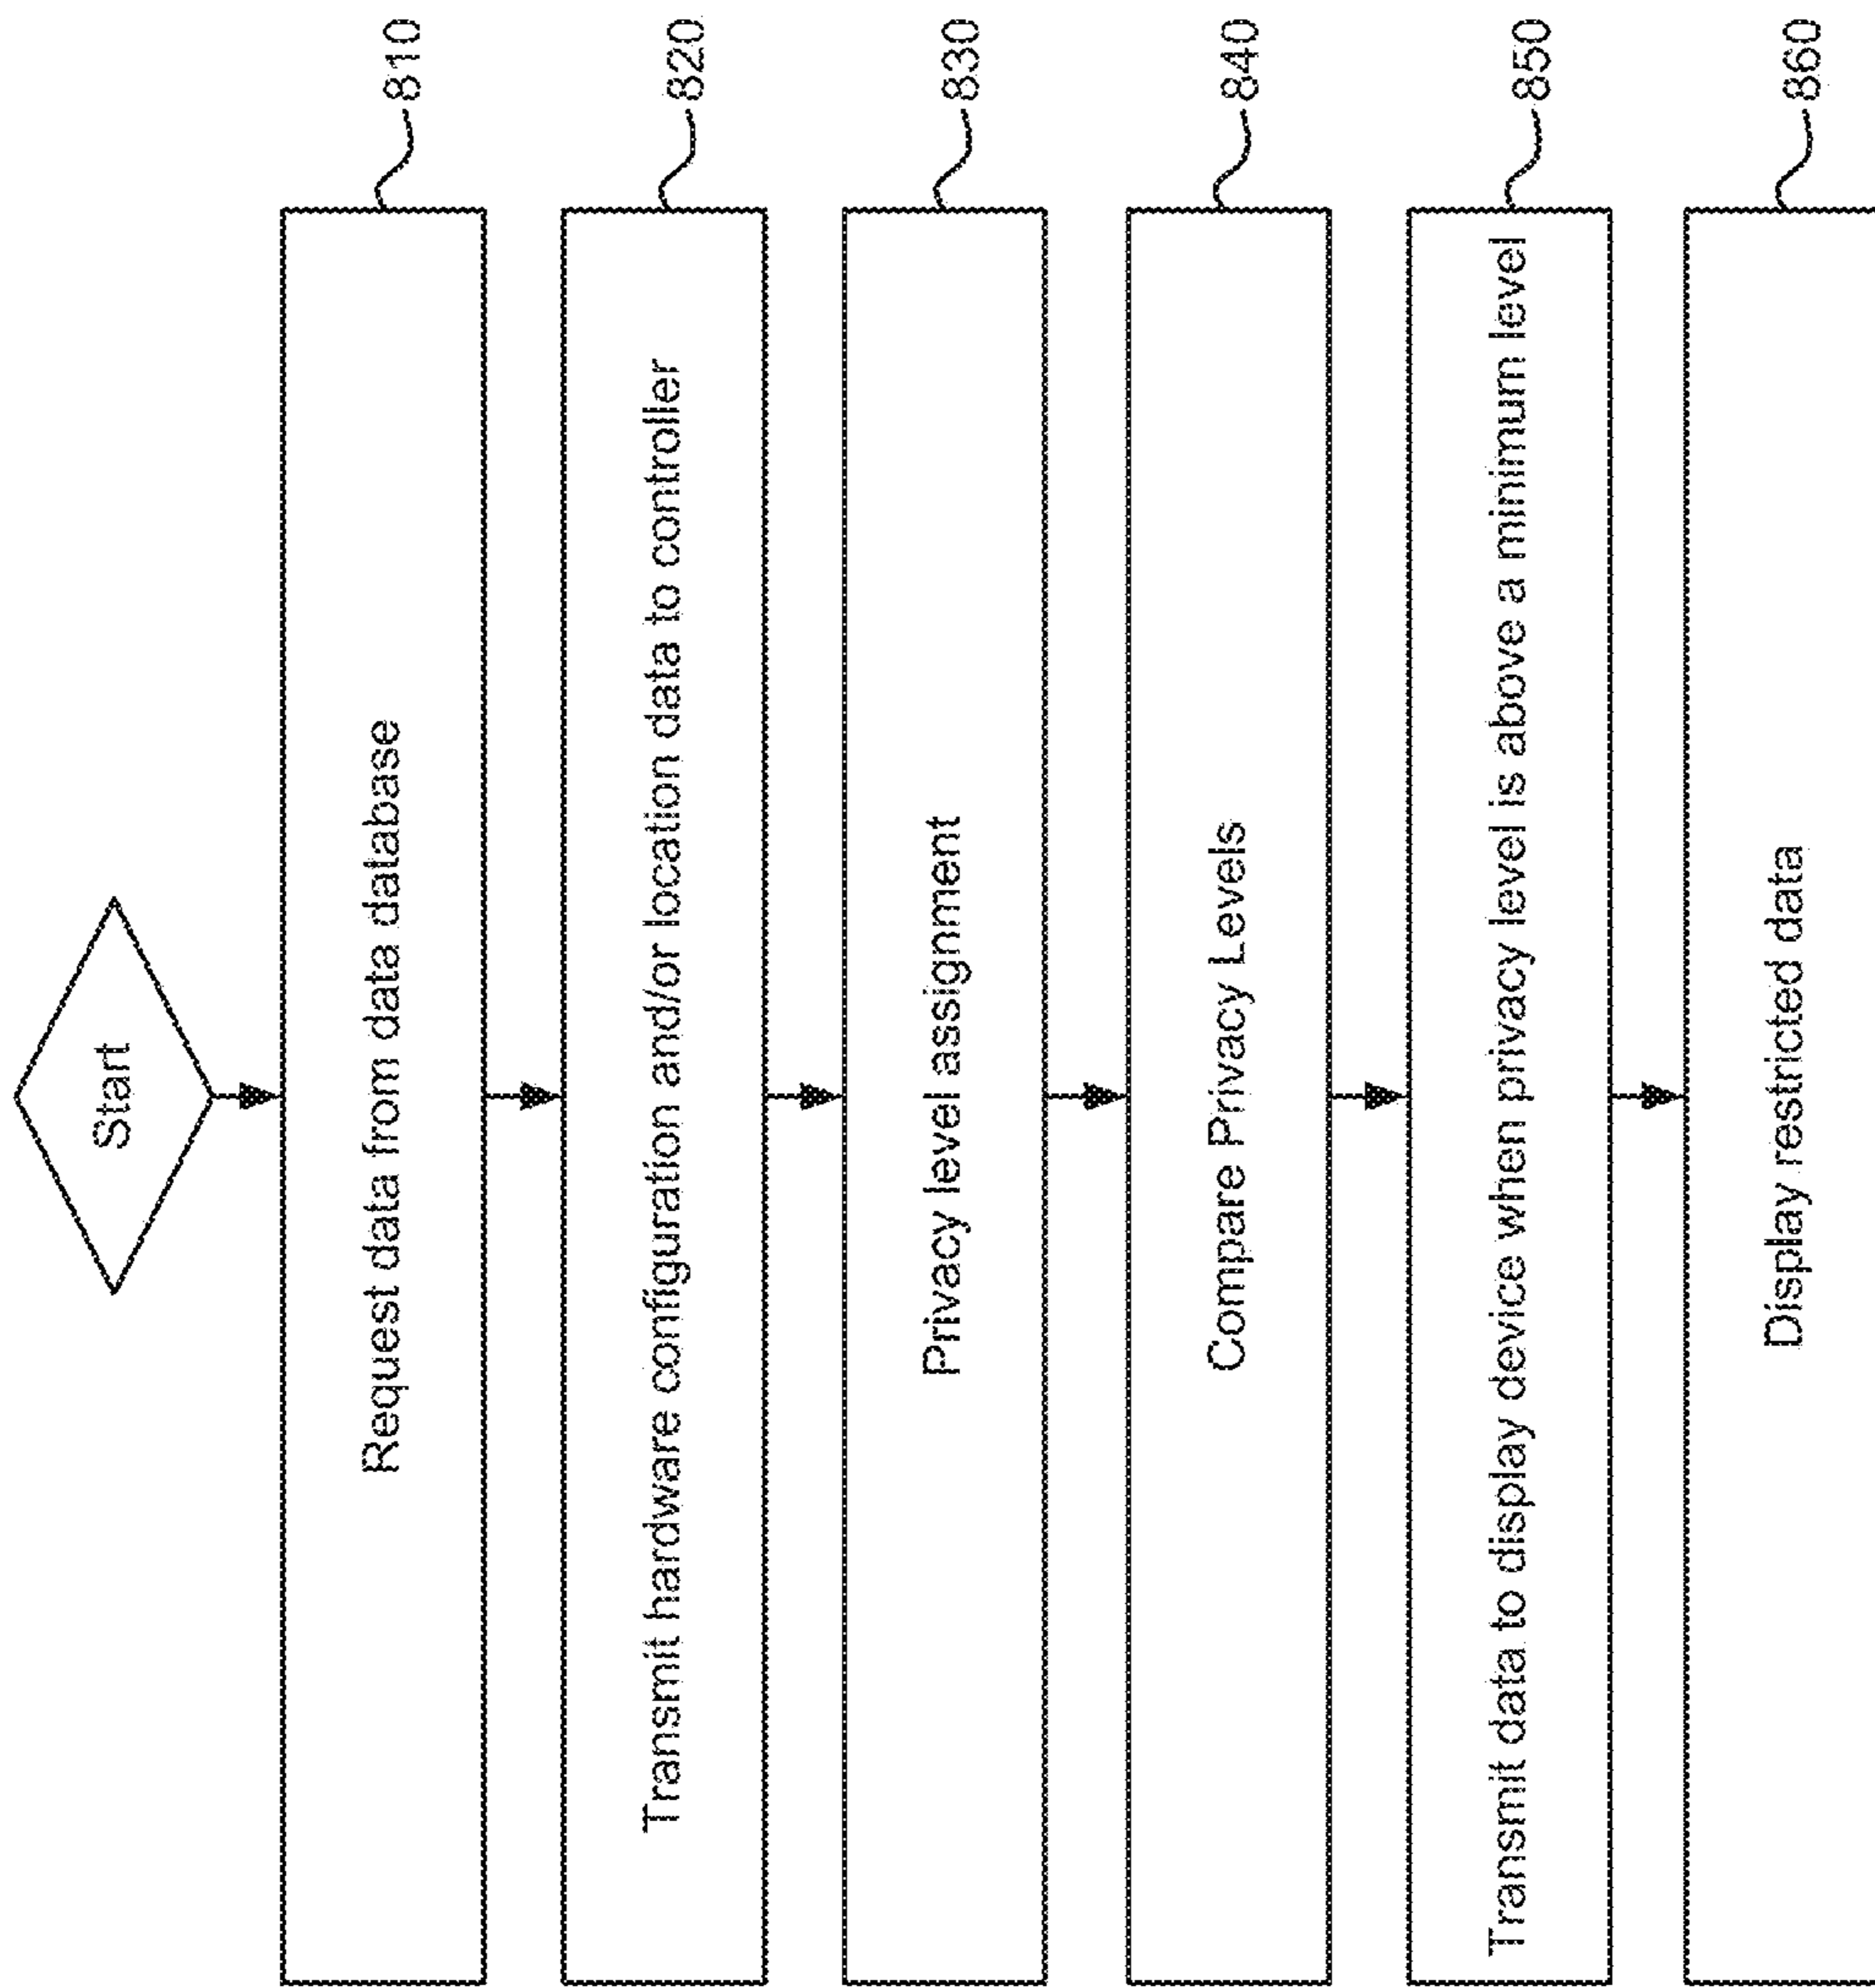 Start
Request data from data database
810
Transmit hardware configuration and/or location data to controller
820
Privacy level assignment
830
Compare Privacy Levels
840
Transmit data to display device when privacy level is above a minimum level
850
Display restricted data
860